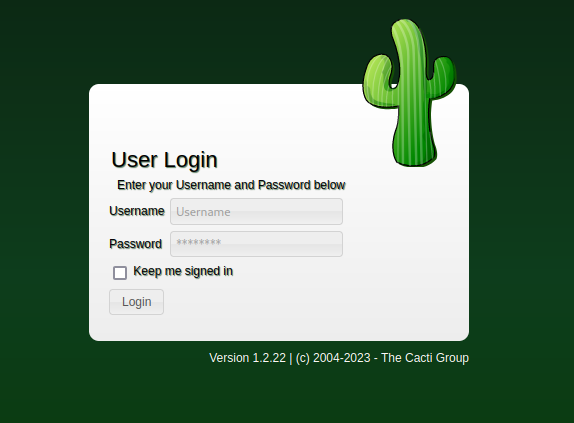 User Login
Enter your Username and Password below
Username Username
Password ********
Keep me signed in
Login
Version 1.2.22 | (c) 2004-2023 - The Cacti Group